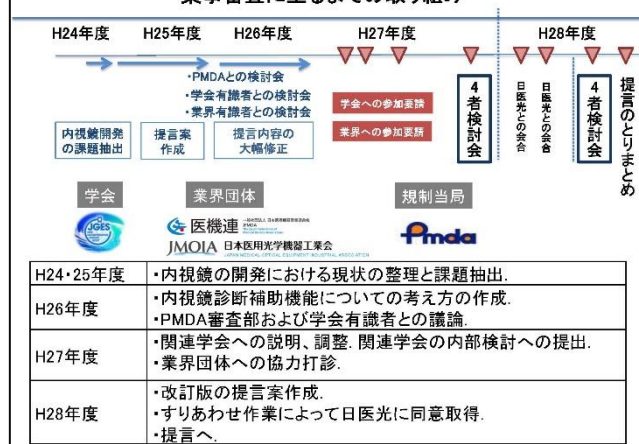 H24年度 H25年度 H26年度 H27年度 H28年度
・PMDAとの検討会
・学会有識者との検討会
・業界有識者との検討会
内視鏡開発
の課題抽出
提言案
作成
提言内容の
大幅修正
学会への参加要請
業界への参加要請
4者検討会
日医光との会合
日医光との会合
4者検討会
提言のとりまとめ
学会 業界団体 規制当局
JGES
医機連
JMOIA 日本医用光学機器工業会
JAPAN MEDICAL OPTICAL EQUIPMENT INDUSTRIAL ASSOCIATION
Pmda
H24・25年度 ・内視鏡の開発における現状の整理と課題抽出.
H26年度 ・内視鏡診断補助機能についての考え方の作成.
・PMDA審査部および学会有識者との議論.
H27年度 ・関連学会への説明、調整. 関連学会の内部検討への提出.
・業界団体への協力打診.
H28年度 ・改訂版の提言案作成.
・すりあわせ作業によって日医光に同意取得.
・提言へ.